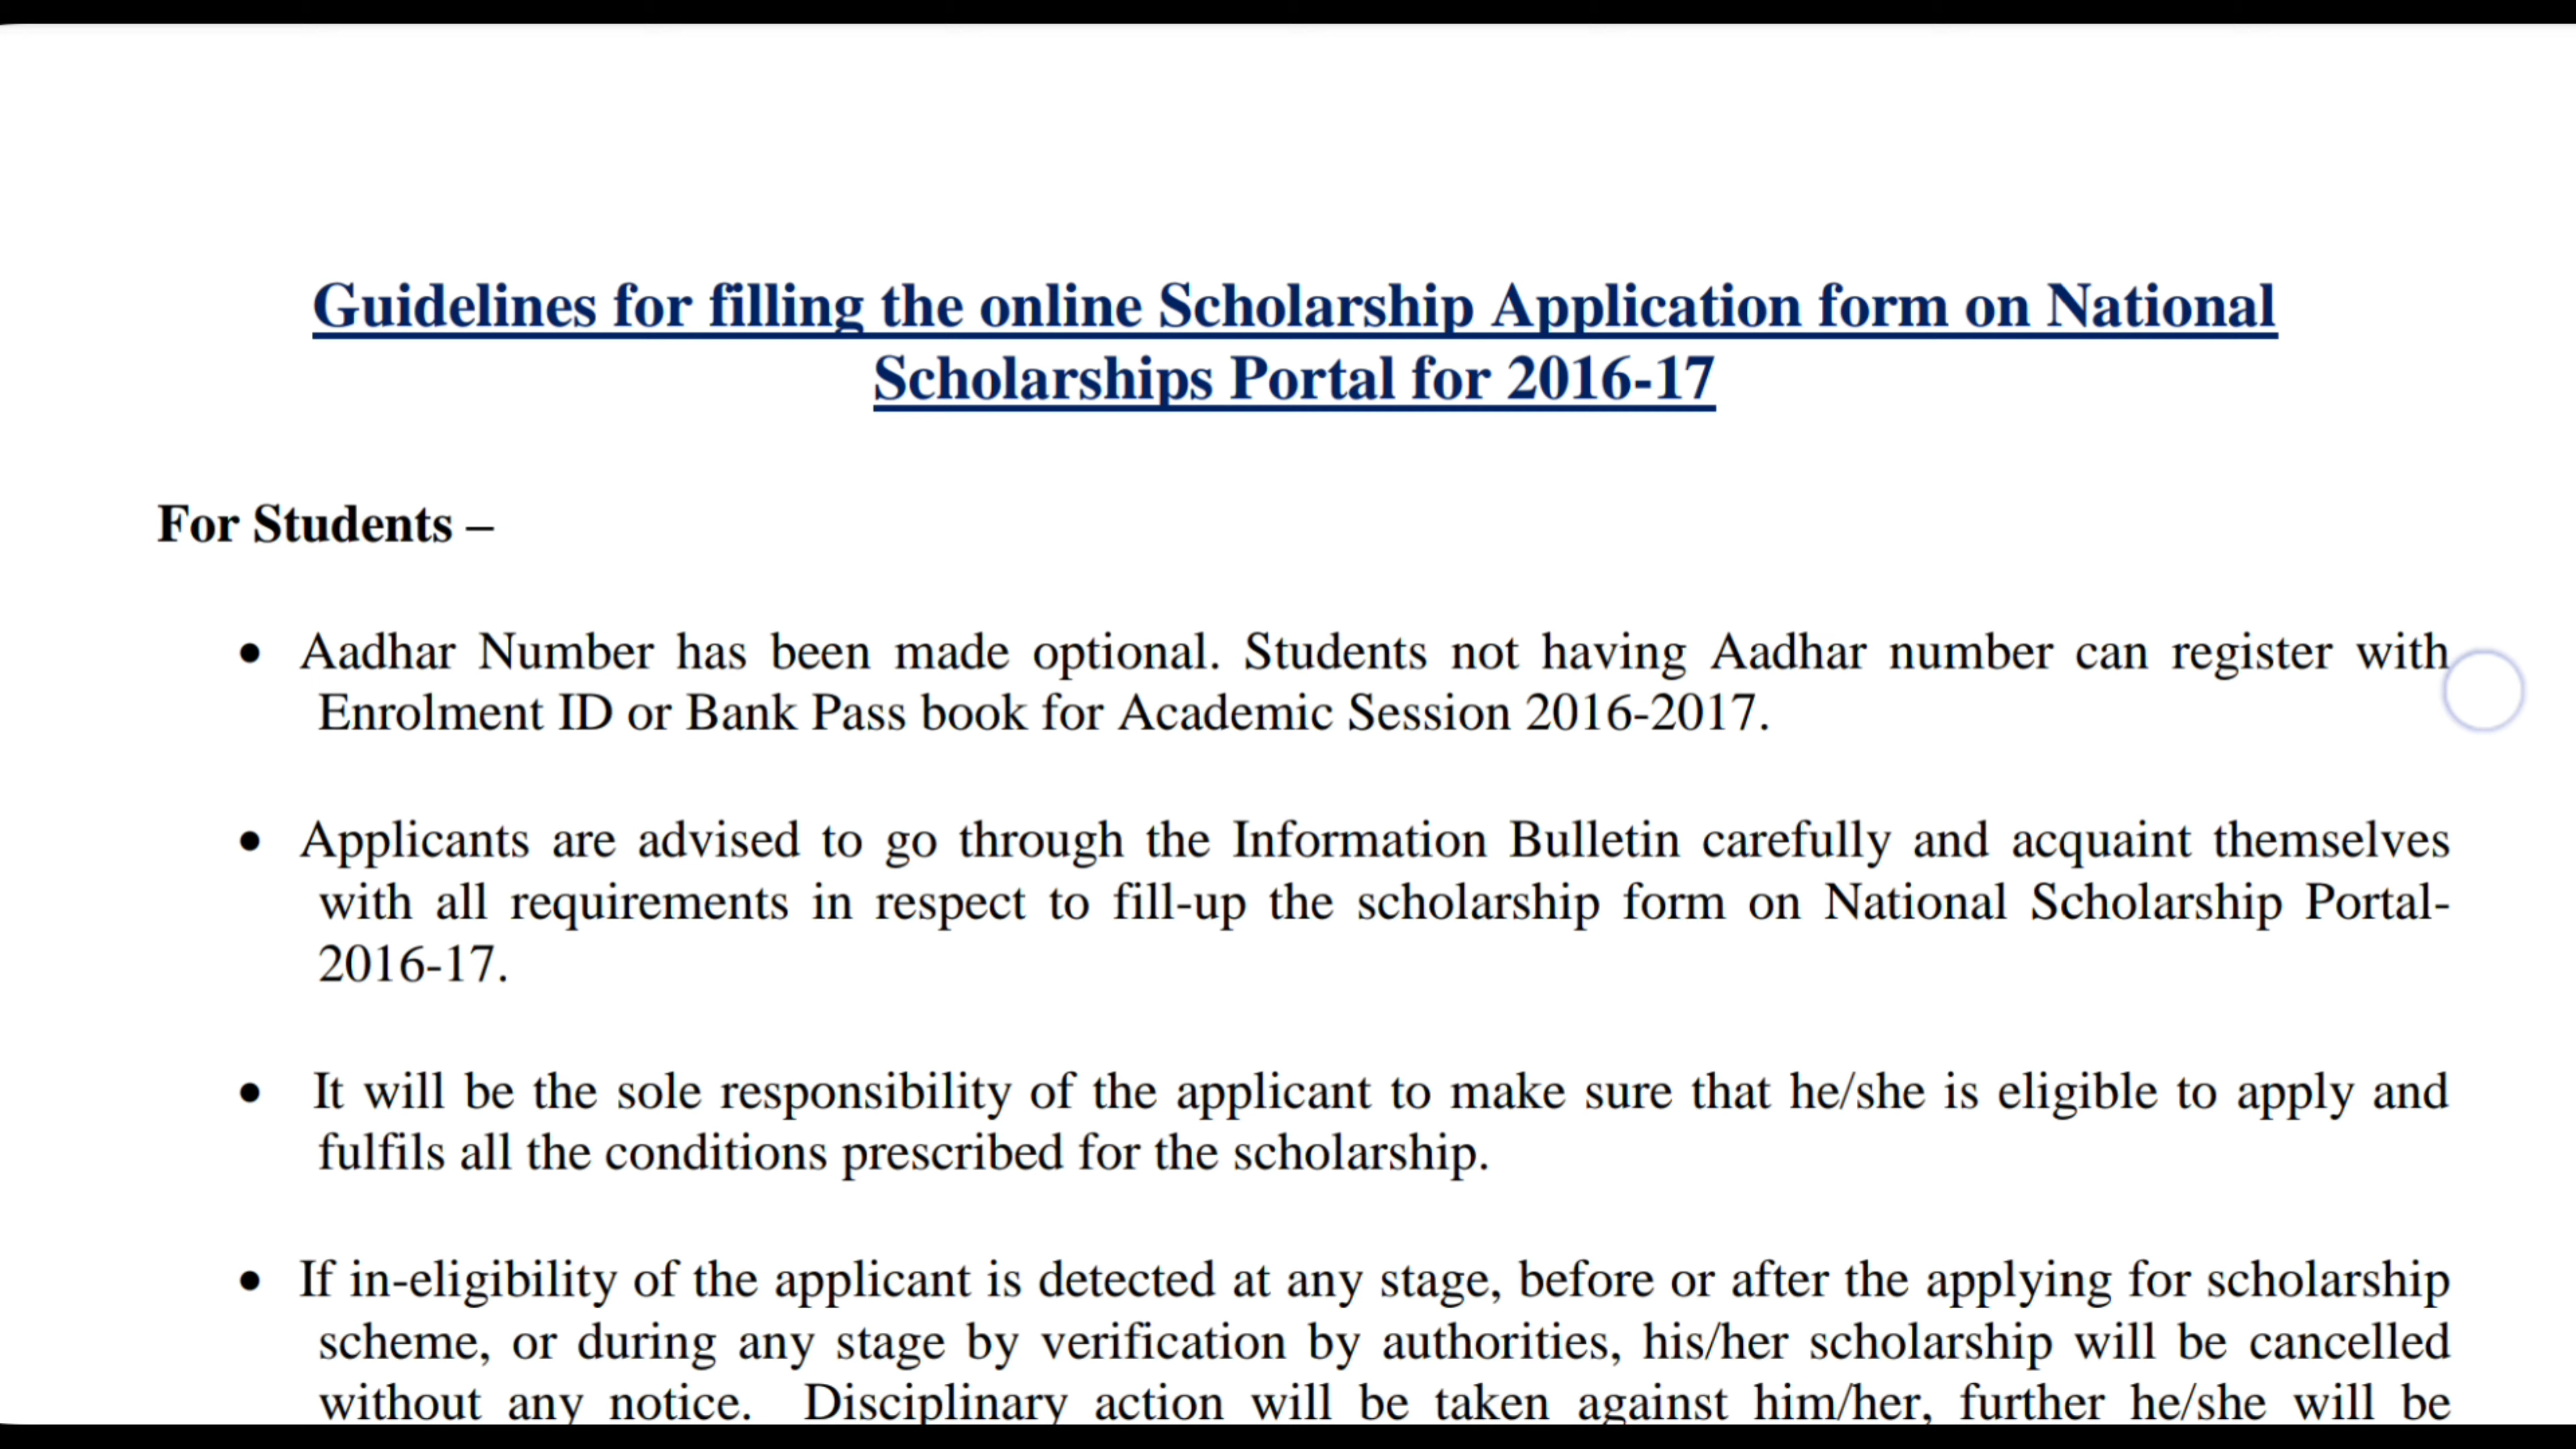 Guidelines for filling the online Scholarship Application form on National
Scholarships Portal for 2016-17
For Students –
• Aadhar Number has been made optional. Students not having Aadhar number can register with
Enrolment ID or Bank Pass book for Academic Session 2016-2017.
• Applicants are advised to go through the Information Bulletin carefully and acquaint themselves
with all requirements in respect to fill-up the scholarship form on National Scholarship Portal-
2016-17.
• It will be the sole responsibility of the applicant to make sure that he/she is eligible to apply and
fulfils all the conditions prescribed for the scholarship.
• If in-eligibility of the applicant is detected at any stage, before or after the applying for scholarship
scheme, or during any stage by verification by authorities, his/her scholarship will be cancelled
without any notice. Disciplinary action will be taken against him/her, further he/she will be